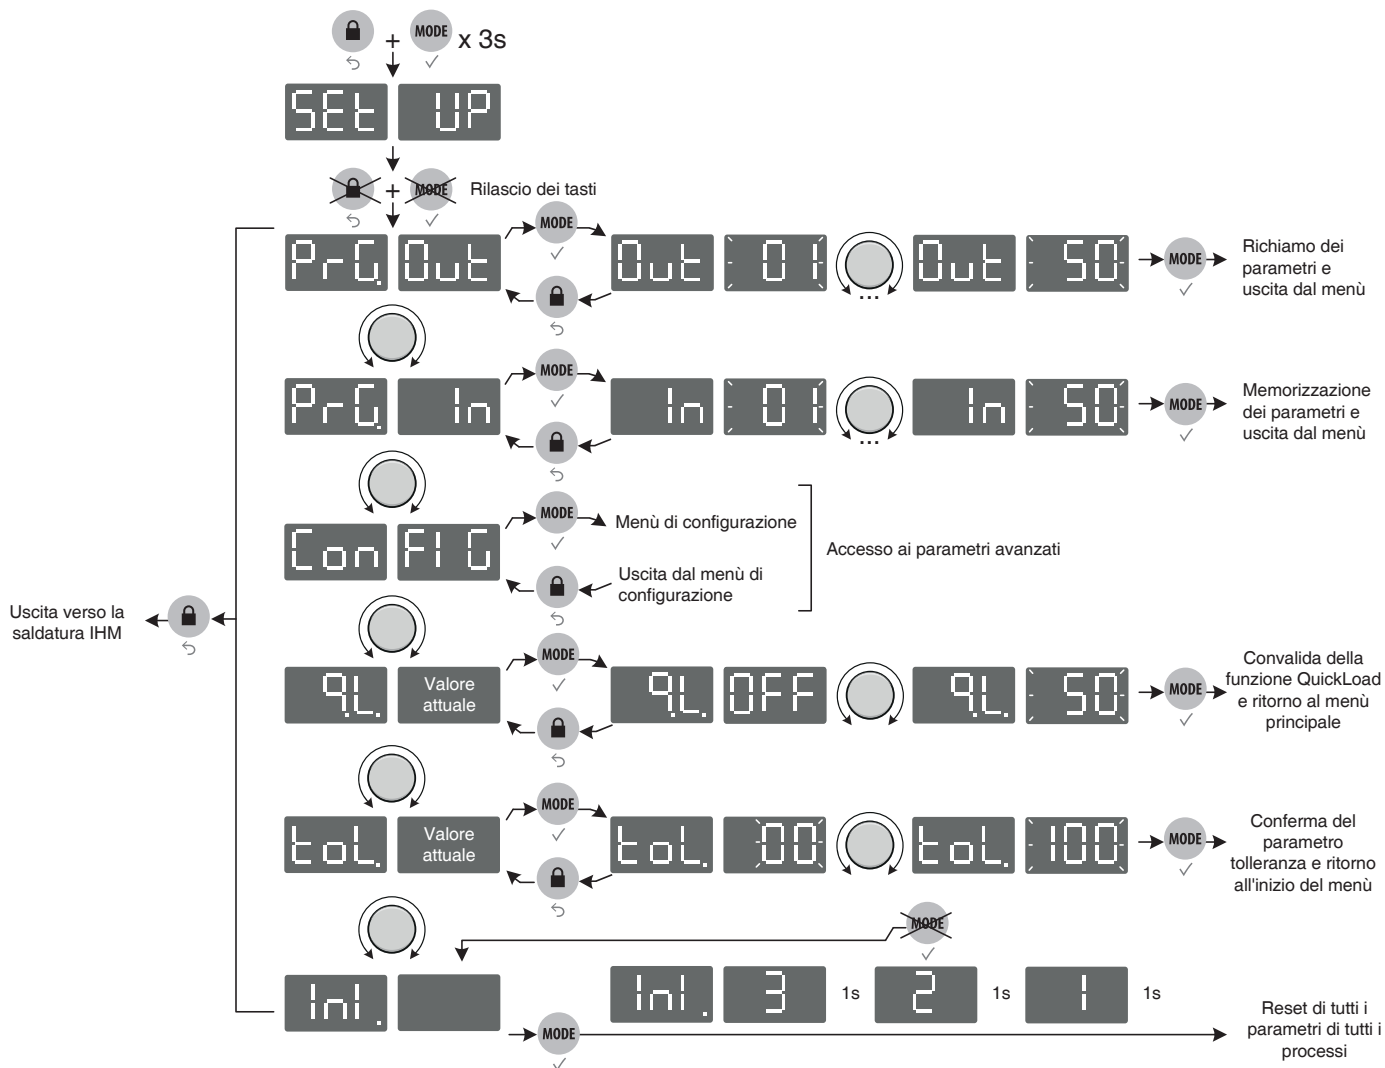 MODE x 3s
+
SEt UP
MODE
+
Rilascio dei tasti
PrG. Out
MODE
Out 01
...
Out 50
MODE
Richiamo dei
parametri e
uscita dal menù
PrG. In
MODE
In 01
...
In 50
MODE
Memorizzazione
dei parametri e
uscita dal menù
Con FIG
MODE
Menù di configurazione
Uscita dal menù di
configurazione
Accesso ai parametri avanzati
Uscita verso la
saldatura IHM
q.L. Valore
attuale
MODE
q.L. OFF
q.L. 50
MODE
Convalida della
funzione QuickLoad
e ritorno al menù
principale
toL. Valore
attuale
MODE
toL. 00
toL. 100
MODE
Conferma del
parametro
tolleranza e ritorno
all'inizio del menù
MODE
InI.
InI. 3 1s 2 1s 1 1s
MODE
Reset di tutti i
parametri di tutti i
processi